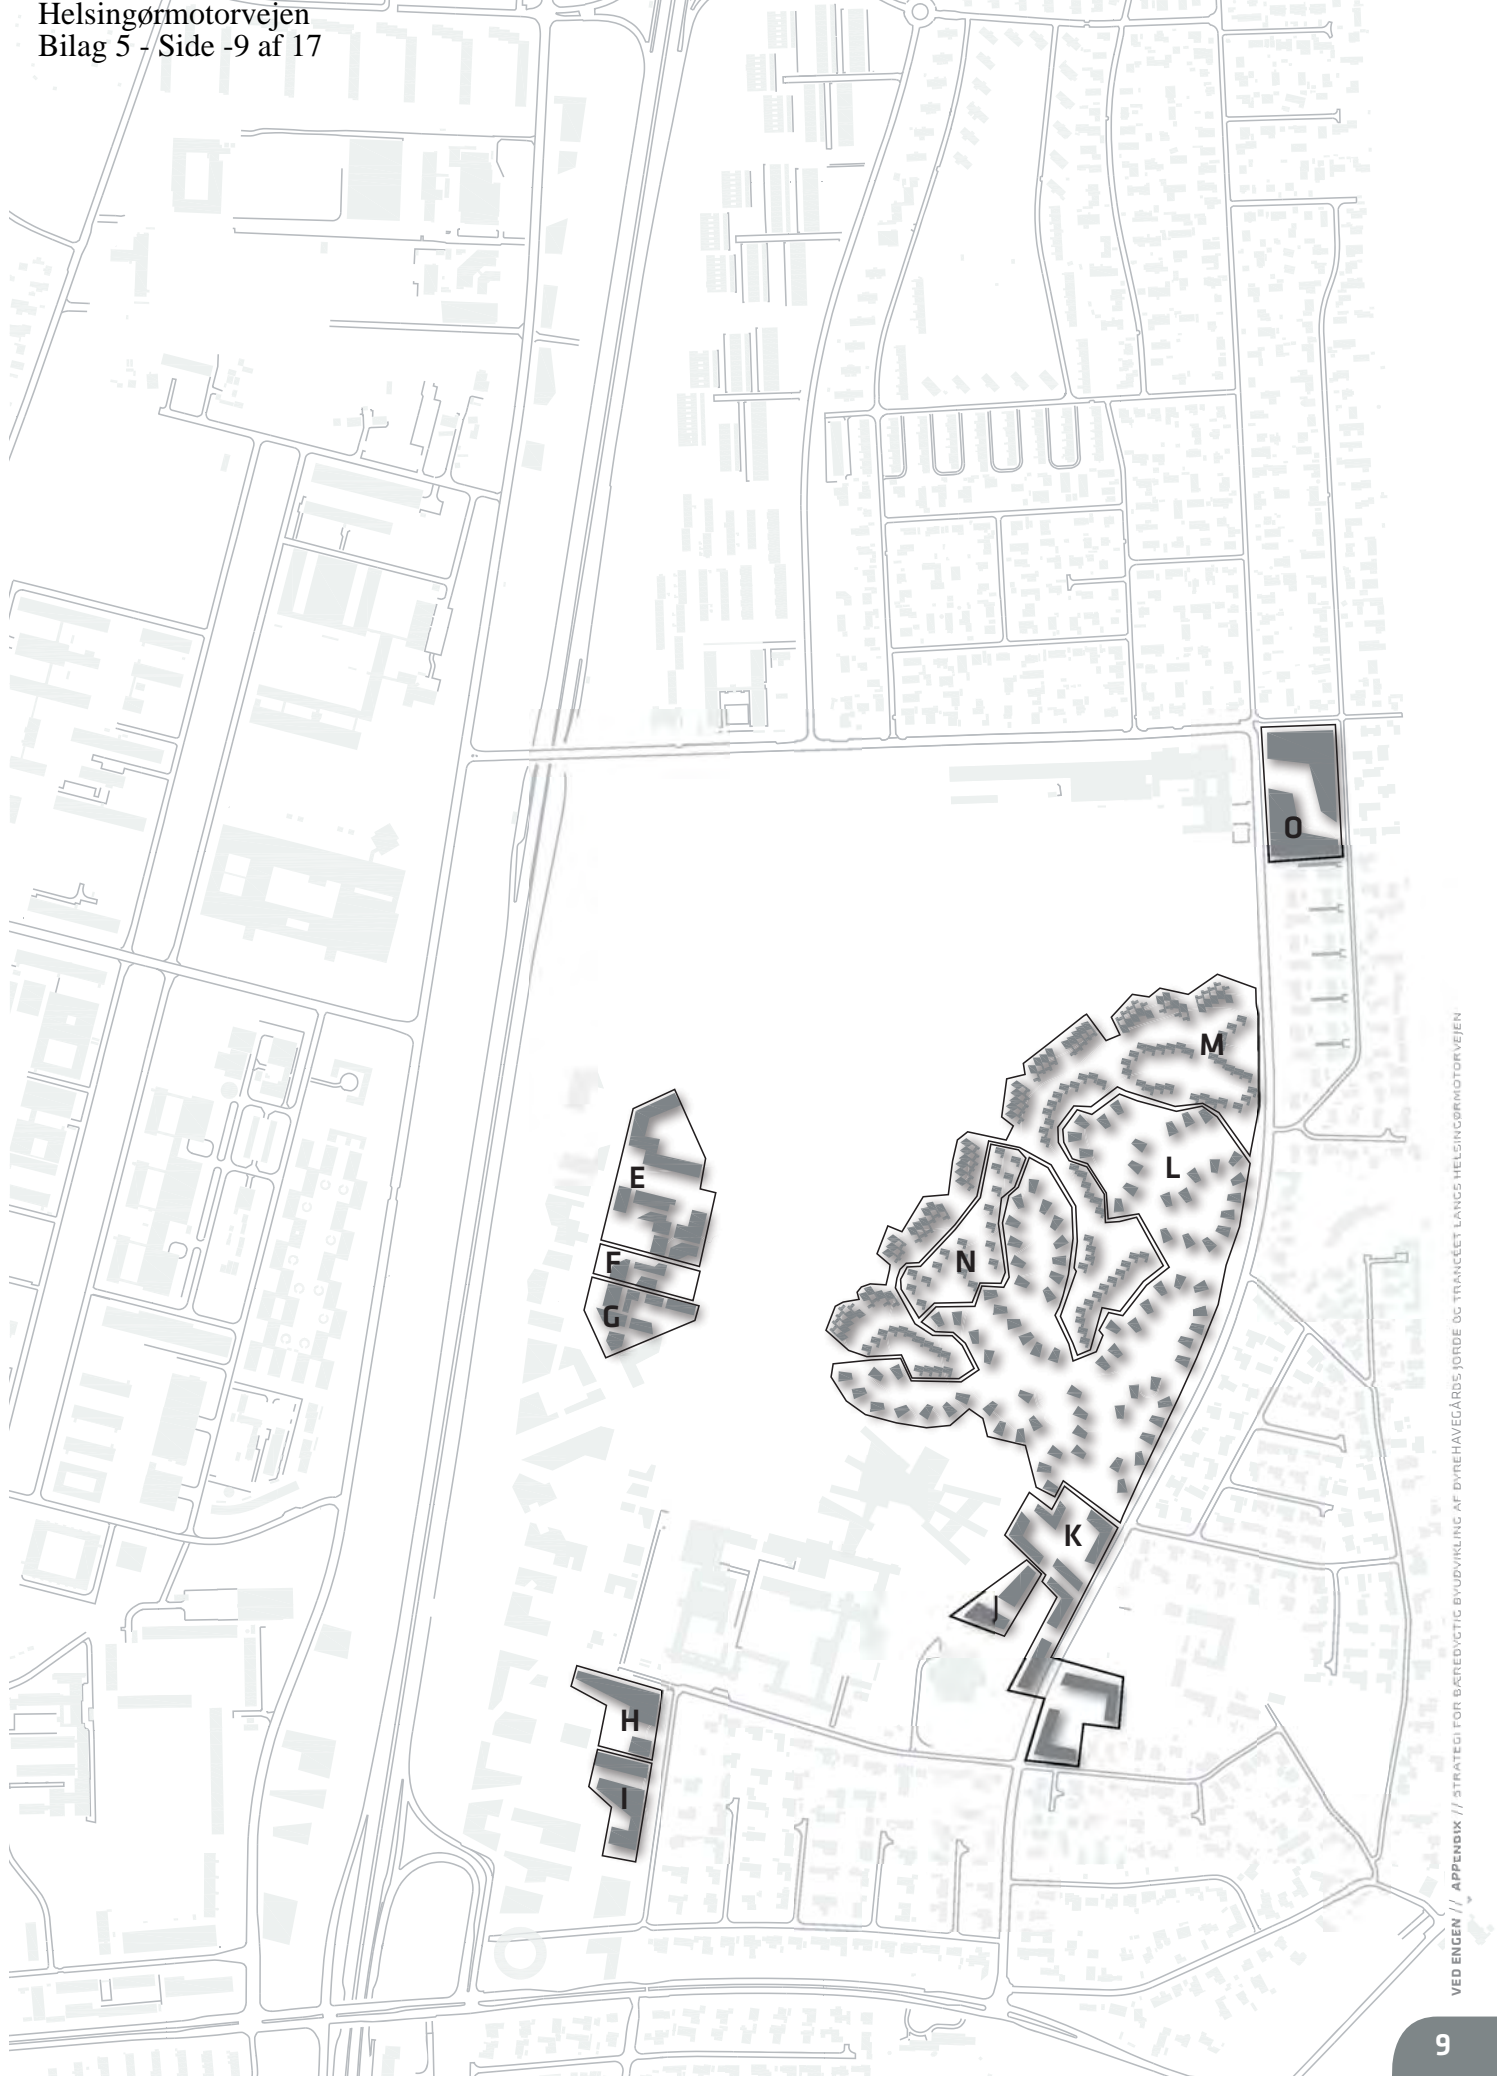 Helsingørmotorvejen
Bilag 5 - Side -9 af 17
O
M
L
E
N
F
G
K
J
H
I
VED ENGEN // APPENDIX // STRATEGI FOR BÆREDYGTIG BYUDVIKLING AF DYREHAVEGÅRDS JORDE OG TRANCÉET LANGS HELSINGØRMOTORVEJEN
9